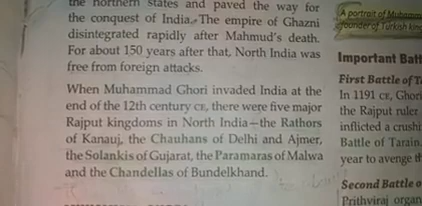 the northern states and paved the way for
the conquest of India. The empire of Ghazni
disintegrated rapidly after Mahmud's death.
For about 150 years after that, North India was
free from foreign attacks.
When Muhammad Ghori invaded India at the
end of the 12th century CE, there were five major
Rajput kingdoms in North India—the Rathors
of Kanauj, the Chauhans of Delhi and Ajmer,
the Solankis of Gujarat, the Paramaras of Malwa
and the Chandellas of Bundelkhand.
A portrait of
founder of Turkish
Important
First Battle of
In 1191 CE,
the Rajput ruler
inflicted a
Battle of Tarain.
year to avenge
Second Battle
Prithviraj